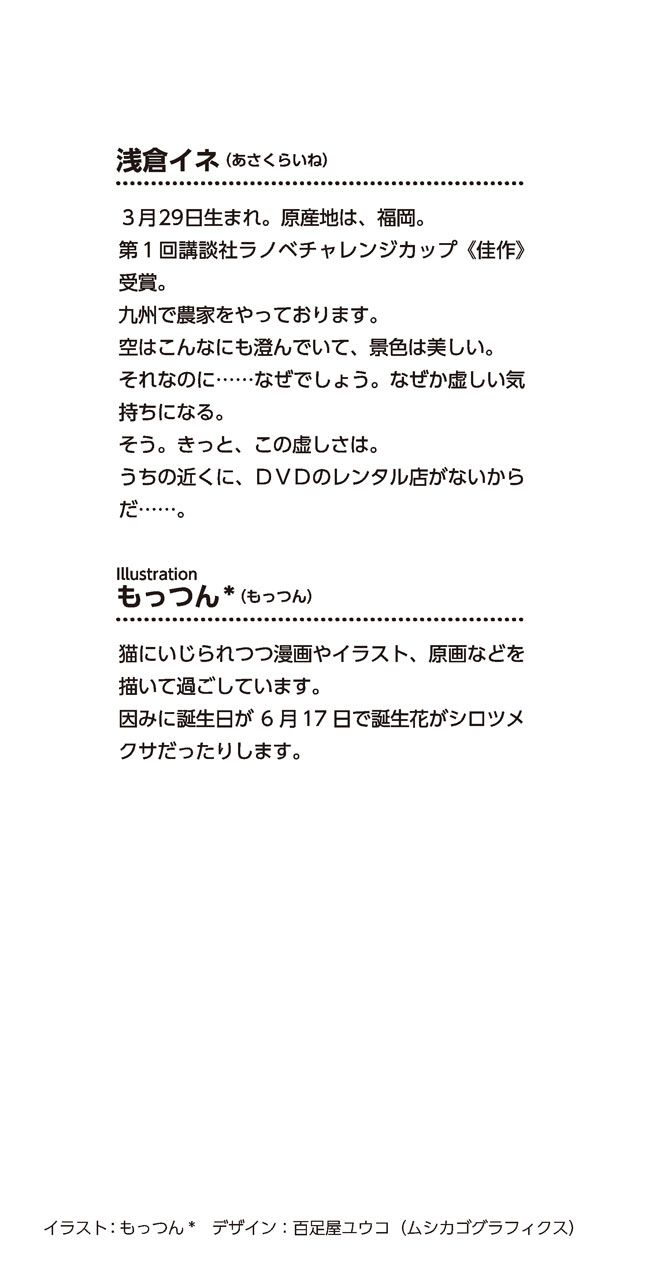 浅倉イネ（あさくらいね）
３月29日生まれ。原産地は、福岡。
第１回講談社ラノベチャレンジカップ《佳作》
受賞。
九州で農家をやっております。
空はこんなにも澄んでいて、景色は美しい。
それなのに……なぜでしょう。なぜか虚しい気
持ちになる。
そう。きっと、この虚しさは。
うちの近くに、ＤＶＤのレンタル店がないから
だ……。
Illustration
もっつん*（もっつん）
猫にいじられつつ漫画やイラスト、原画などを
描いて過ごしています。
因みに誕生日が６月17日で誕生花がシロツメ
クサだったりします。
イラスト：もっつん*　デザイン：百足屋ユウコ（ムシカゴグラフィクス）